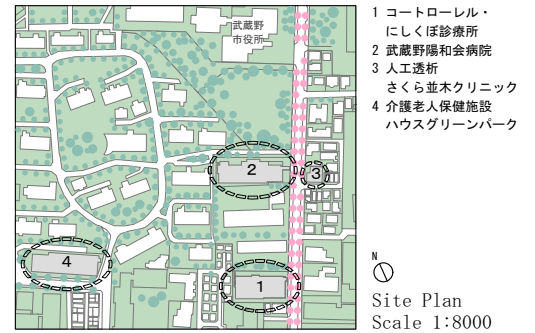 武蔵野
市役所
2
3
4
1
1 コートローレル・
にしくぼ診療所
2 武蔵野陽和会病院
3 人工透析
さくら並木クリニック
4 介護老人保健施設
ハウスグリーンパーク
N
Site Plan
Scale 1:8000